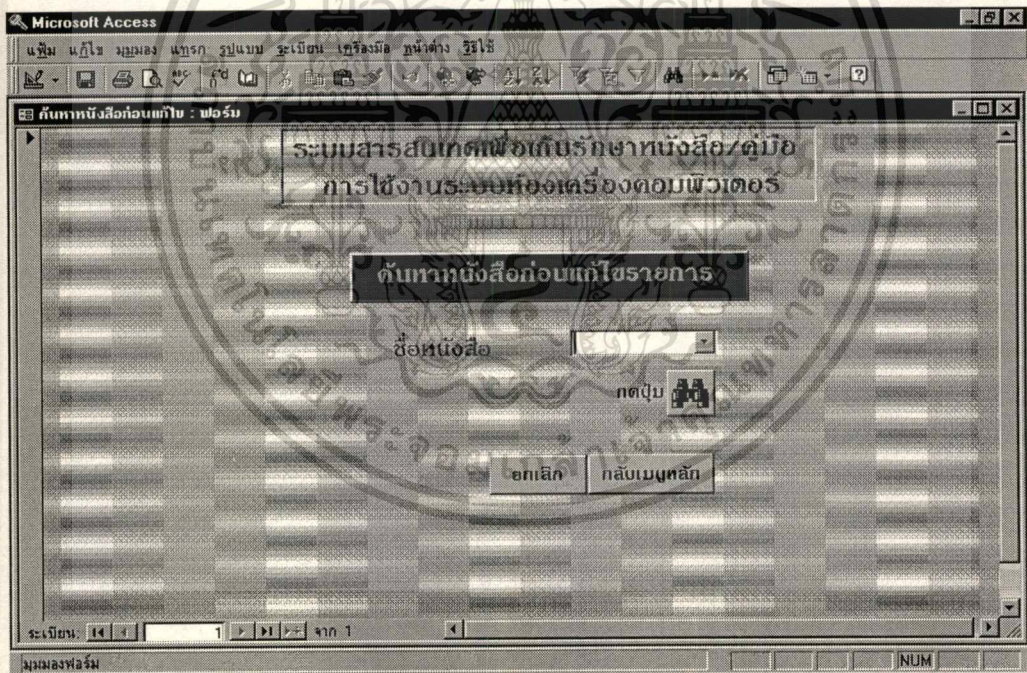 Microsoft Access
แฟ้ม แก้ไข มุมมอง แทรก รูปแบบ ระเบียน เครื่องมือ หน้าต่าง วิธีใช้
ค้นหาหนังสือก่อนแก้ไข : ฟอร์ม
ระบบสารสนเทศเพื่อเก็บรักษาหนังสือ/คู่มือ
การใช้งานระบบห้องเครื่องคอมพิวเตอร์
ค้นหาหนังสือก่อนแก้ไขรายการ
ชื่อหนังสือ
กดปุ่ม
ยกเลิก กลับเมนูหลัก
ระเบียน: 1 จาก 1
มุมมองฟอร์ม NUM